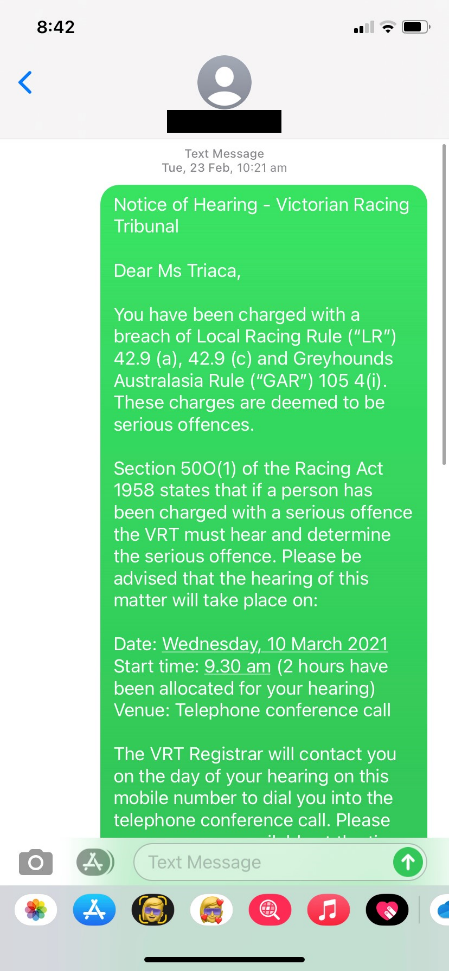 8:42
Text Message
Tue, 23 Feb, 10:21 am
Notice of Hearing - Victorian Racing
Tribunal
Dear Ms Triaca,
You have been charged with a
breach of Local Racing Rule (“LR”)
42.9 (a), 42.9 (c) and Greyhounds
Australasia Rule (“GAR”) 105 4(i).
These charges are deemed to be
serious offences.
Section 50O(1) of the Racing Act
1958 states that if a person has
been charged with a serious offence
the VRT must hear and determine
the serious offence. Please be
advised that the hearing of this
matter will take place on:
Date: Wednesday, 10 March 2021
Start time: 9.30 am (2 hours have
been allocated for your hearing)
Venue: Telephone conference call
The VRT Registrar will contact you
on the day of your hearing on this
mobile number to dial you into the
telephone conference call. Please
Text Message